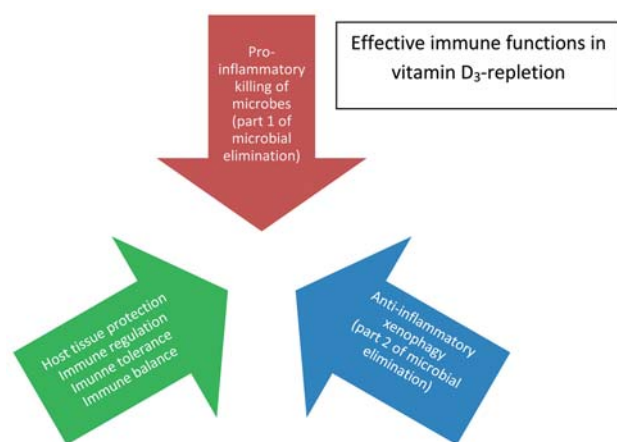 Pro-
inflammatory
killing of
microbes
(part 1 of
microbial
elimination)
Effective immune functions in
vitamin D₃-repletion
Host tissue protection
Immune regulation
Imunne tolerance
Immune balance
Anti-inflammatory
xenophagy
(part 2 of microbial
elimination)